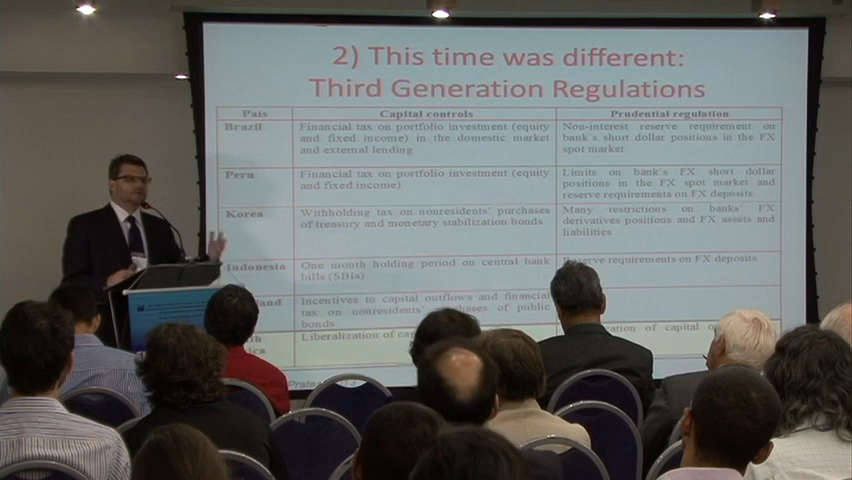 2) This time was different:
Third Generation Regulations
País Capital controls Prudential regulation
Brazil
Financial tax on portfolio investment (equity
and fixed income) in the domestic market
and external lending
Non-interest reserve requirement on
bank's short dollar positions in the FX
spot market
Peru
Financial tax on portfolio investment (equity
and fixed income)
Limits on bank's FX short dollar
positions in the FX spot market and
reserve requirements on FX deposits
Korea
Withholding tax on nonresidents' purchases
of treasury and monetary stabilization bonds
Many restrictions on banks' FX
derivatives positions and FX assets and
liabilities
Indonesia
One month holding period on central bank
bills (SBIs)
requirements on FX deposits
Incentives to capital outflows and financial
tax on nonresidents' purchases of public
bonds
Liberalization of
of capital